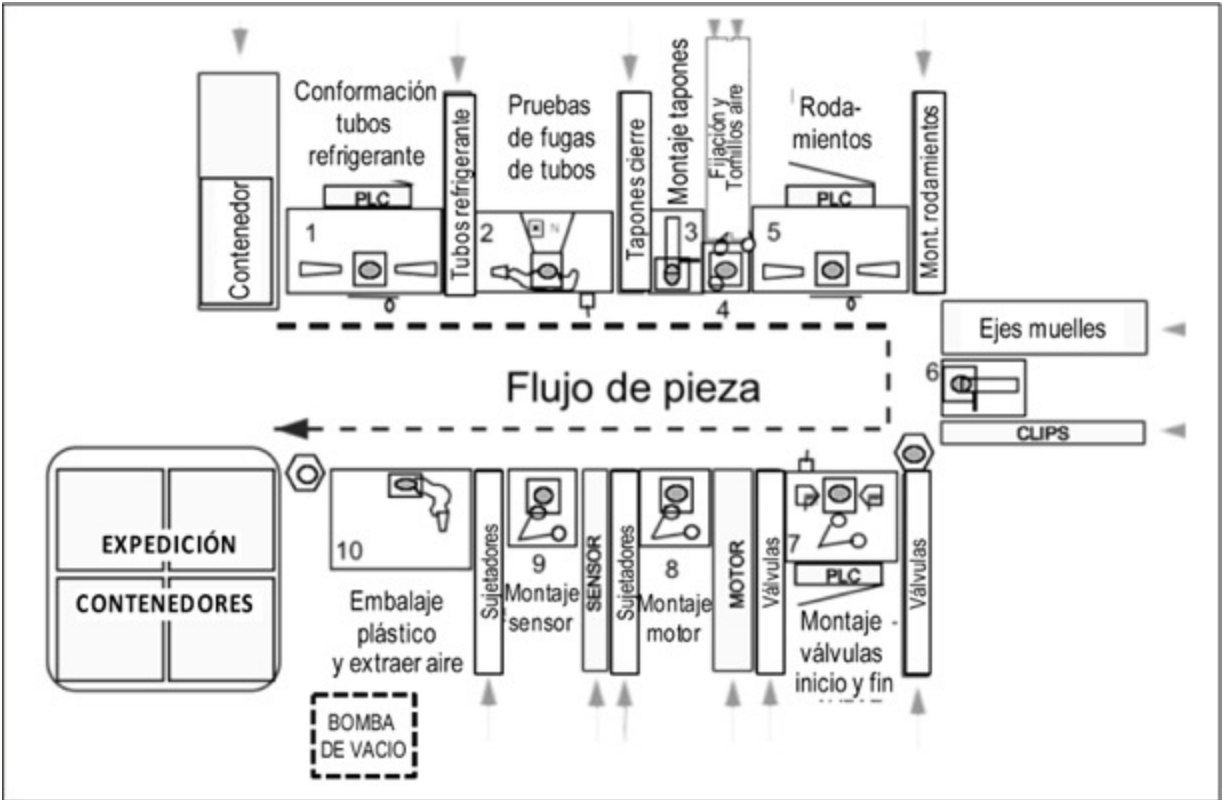 Contenedor
Conformación
tubos
refrigerante
PLC
1
Tubos refrigerante
Pruebas
de fugas
de tubos
2
N
Tapones cierre
Montaje tapones
3
Fijación y
Tornillos aire
4
Roda-
mientos
PLC
5
Mont. rodamientos
Ejes muelles
6
CLIPS
Flujo de pieza
EXPEDICIÓN
CONTENEDORES
10
Embalaje
plástico
y extraer aire
BOMBA
DE VACIO
Sujetadores
9
Montaje
sensor
SENSOR
Sujetadores
8
Montaje
motor
MOTOR
Válvulas
7
PLC
Montaje -
válvulas
inicio y fin
Válvulas